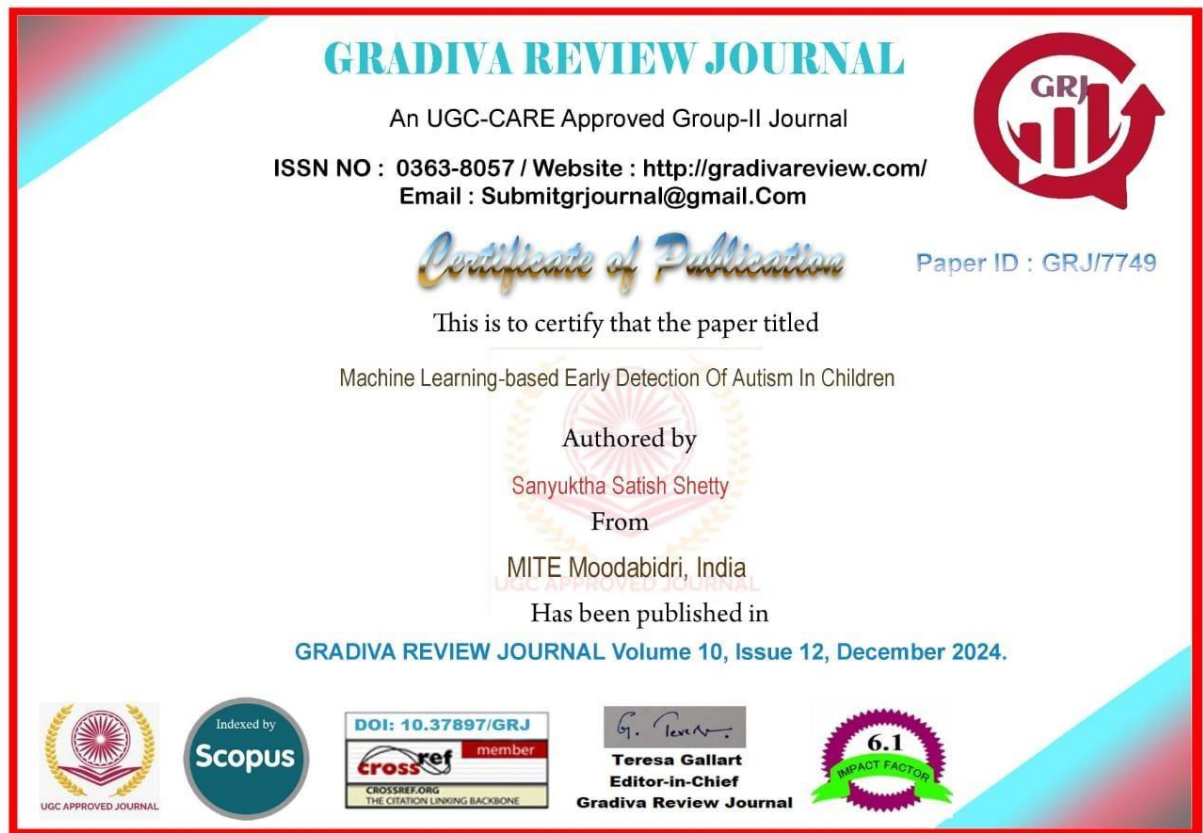 GRADIVA REVIEW JOURNAL
GRJ
An UGC-CARE Approved Group-II Journal
ISSN NO : 0363-8057 / Website : http://gradivareview.com/
Email : Submitgrjournal@gmail.Com
Certificate of Publication
Paper ID : GRJ/7749
This is to certify that the paper titled
Machine Learning-based Early Detection Of Autism In Children
Authored by
Sanyuktha Satish Shetty
From
MITE Moodabidri, India
UGC APPROVED JOURNAL
Has been published in
GRADIVA REVIEW JOURNAL Volume 10, Issue 12, December 2024.
UGC APPROVED JOURNAL
Indexed by
Scopus
DOI: 10.37897/GRJ
crossref member
CROSSREF.ORG
THE CITATION LINKING BACKBONE
G. Teresa
Teresa Gallart
Editor-in-Chief
Gradiva Review Journal
6.1
IMPACT FACTOR